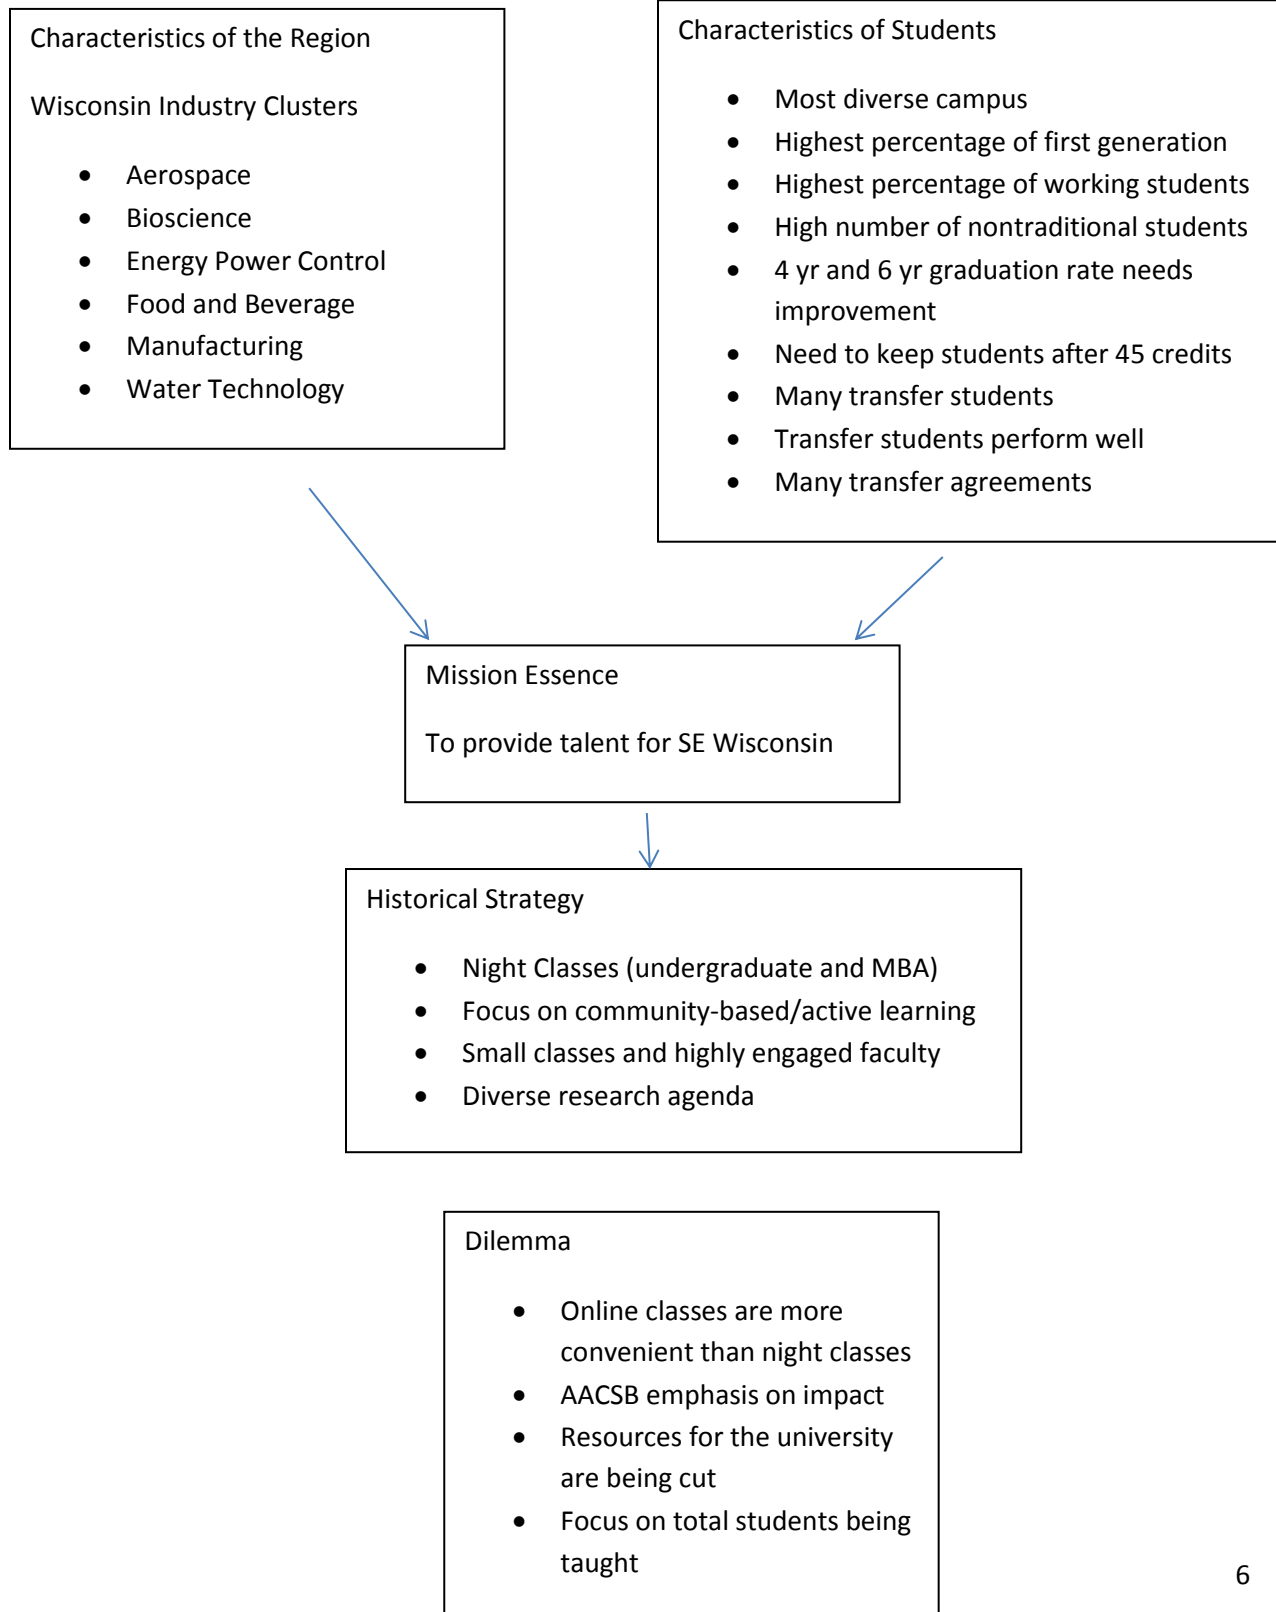 Characteristics of the Region
Wisconsin Industry Clusters
• Aerospace
• Bioscience
• Energy Power Control
• Food and Beverage
• Manufacturing
• Water Technology
Characteristics of Students
• Most diverse campus
• Highest percentage of first generation
• Highest percentage of working students
• High number of nontraditional students
• 4 yr and 6 yr graduation rate needs
improvement
• Need to keep students after 45 credits
• Many transfer students
• Transfer students perform well
• Many transfer agreements
Mission Essence
To provide talent for SE Wisconsin
Historical Strategy
• Night Classes (undergraduate and MBA)
• Focus on community-based/active learning
• Small classes and highly engaged faculty
• Diverse research agenda
Dilemma
• Online classes are more
convenient than night classes
• AACSB emphasis on impact
• Resources for the university
are being cut
• Focus on total students being
taught
6